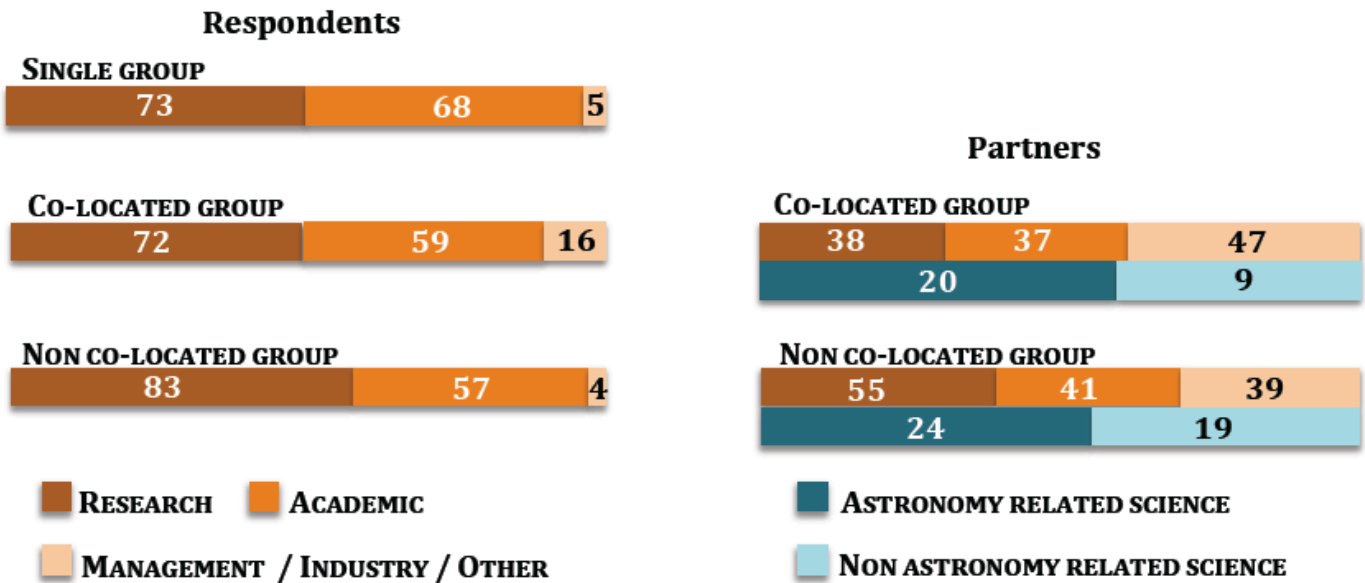 Respondents
SINGLE GROUP
73 68 5
CO-LOCATED GROUP
72 59 16
NON CO-LOCATED GROUP
83 57 4
RESEARCH ACADEMIC
MANAGEMENT / INDUSTRY / OTHER
Partners
CO-LOCATED GROUP
38 37 47
20 9
NON CO-LOCATED GROUP
55 41 39
24 19
ASTRONOMY RELATED SCIENCE
NON ASTRONOMY RELATED SCIENCE